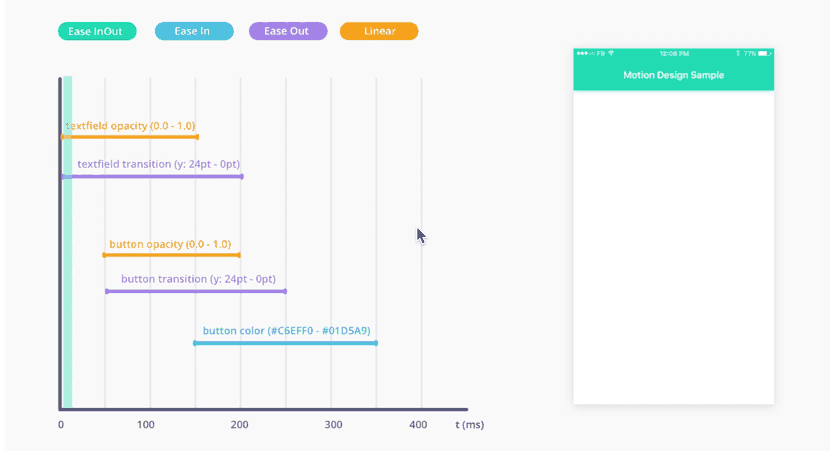 Ease InOut
Ease In
Ease Out
Linear
FB
12:08 PM
77%
Motion Design Sample
textfield opacity (0.0 - 1.0)
textfield transition (y: 24pt - 0pt)
button opacity (0.0 - 1.0)
button transition (y: 24pt - 0pt)
button color (#C6EFF0 - #01D5A9)
0
100
200
300
400
t (ms)